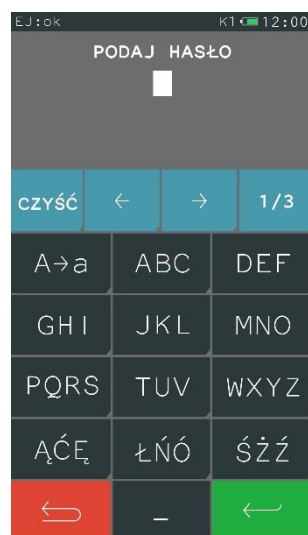 EJ:ok K1 12:00
PODAJ HASŁO
CZYŚĆ ← → 1/3
A→a ABC DEF
GHI JKL MNO
PQRS TUV WXYZ
ĄĆĘ ŁŃÓ ŚŻŹ
_